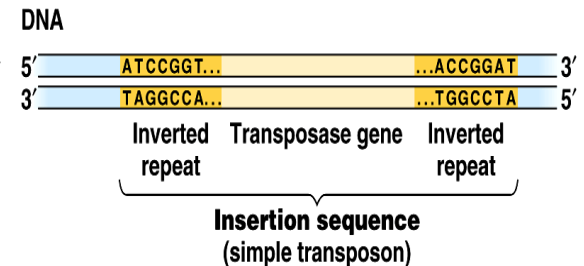 DNA
5′ ATCCGGT... ...ACCGGAT 3′
3′ TAGGCCA... ...TGGCCTA 5′
Inverted repeat Transposase gene Inverted repeat
Insertion sequence
(simple transposon)